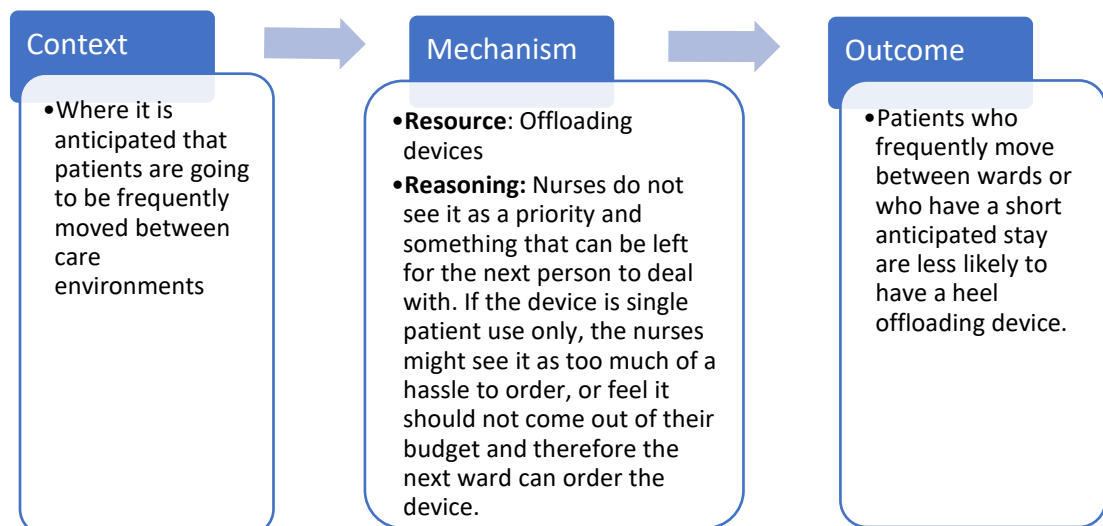 Context
•Where it is
anticipated that
patients are going
to be frequently
moved between
care
environments
Mechanism
•Resource: Offloading
devices
•Reasoning: Nurses do not
see it as a priority and
something that can be left
for the next person to deal
with. If the device is single
patient use only, the nurses
might see it as too much of a
hassle to order, or feel it
should not come out of their
budget and therefore the
next ward can order the
device.
Outcome
•Patients who
frequently move
between wards or
who have a short
anticipated stay
are less likely to
have a heel
offloading device.